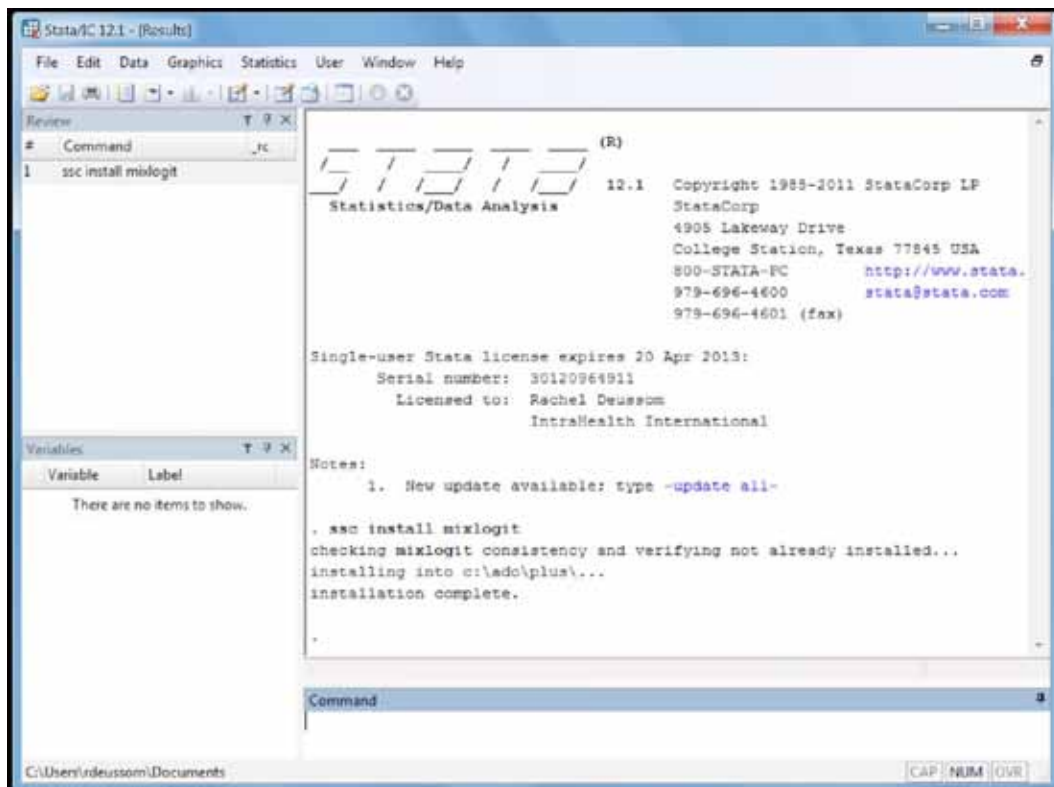 Stata/IC 12.1 - [Results]
File Edit Data Graphics Statistics User Window Help
Review
# Command _rc
1 ssc install mixlogit
(R)
STATA 12.1 Copyright 1985-2011 StataCorp LP
Statistics/Data Analysis StataCorp
4905 Lakeway Drive
College Station, Texas 77845 USA
800-STATA-PC http://www.stata.
979-696-4600 stata@stata.com
979-696-4601 (fax)
Single-user Stata license expires 20 Apr 2013:
Serial number: 30120964911
Licensed to: Rachel Deussom
IntraHealth International
Notes:
1. New update available; type -update all-
. ssc install mixlogit
checking mixlogit consistency and verifying not already installed...
installing into c:\ado\plus\...
installation complete.
.
Variables
Variable Label
There are no items to show.
Command
C:\Users\rdeussom\Documents
CAP NUM OVR